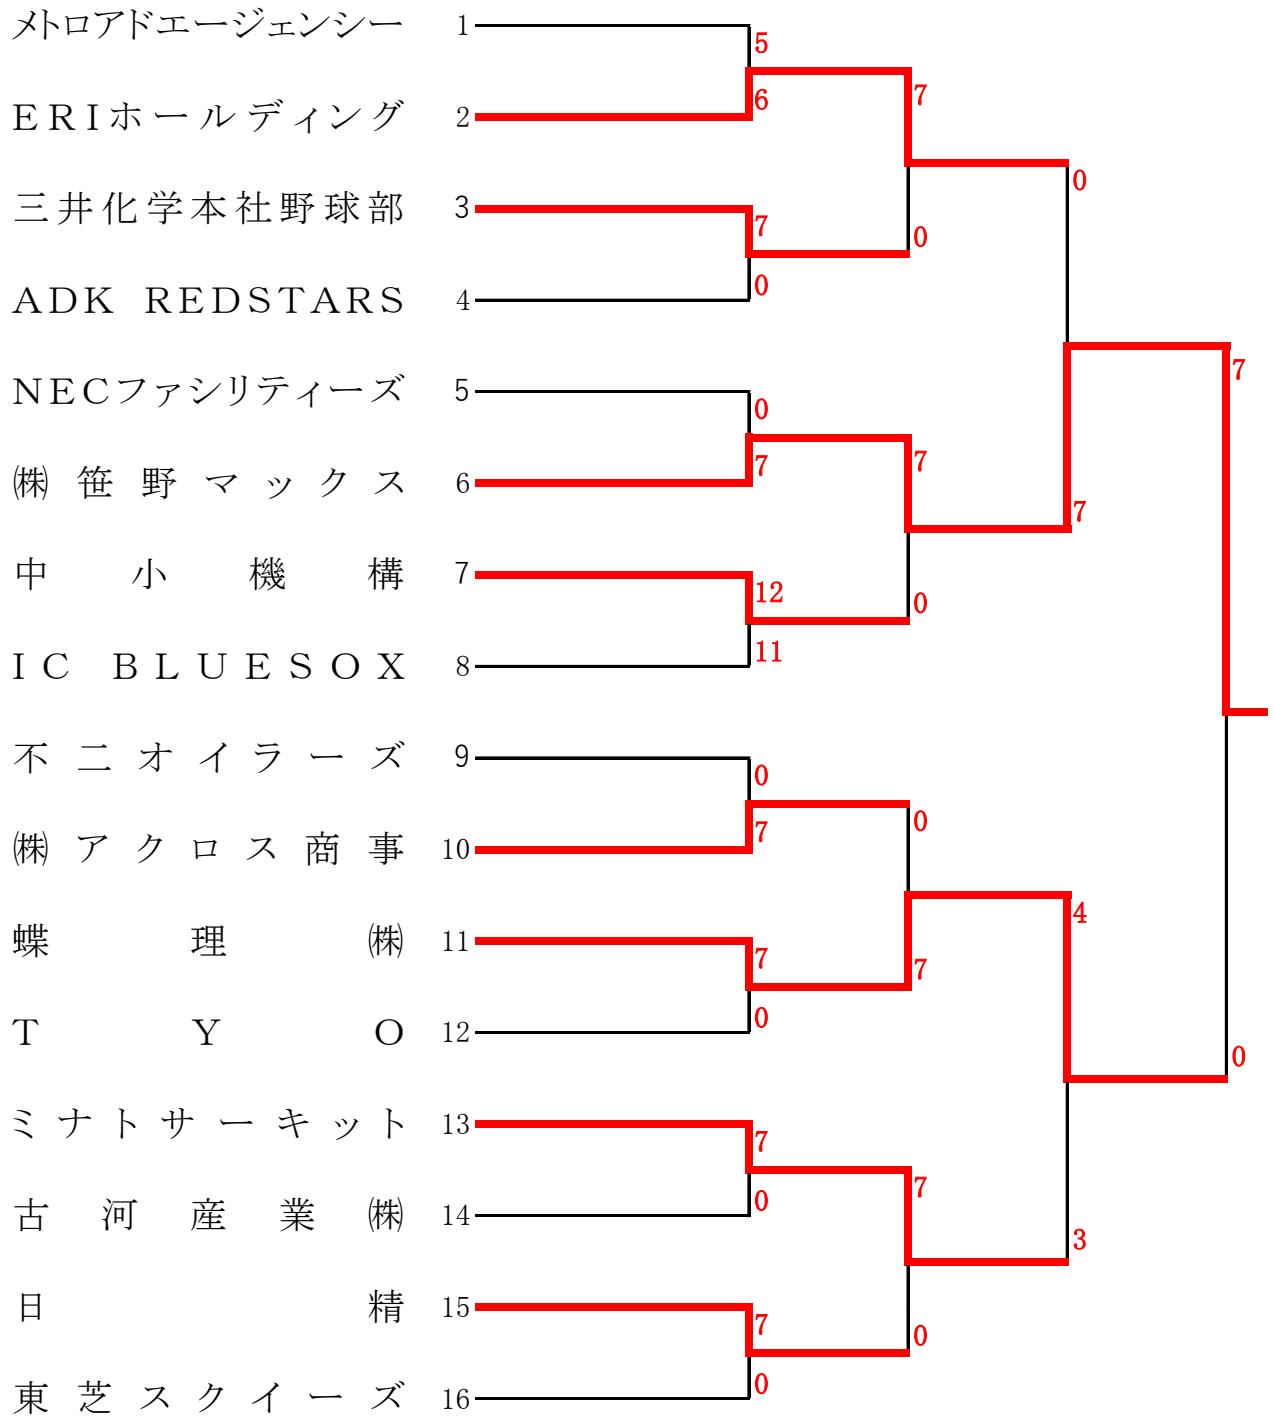 メトロアドエージェンシー 1
5
7
6
ERIホールディング 2
0
三井化学本社野球部 3
7
0
0
ADK REDSTARS 4
7
NECファシリティーズ 5
0
7
7
㈱笹野マックス 6
7
中小機構 7
12
0
11
IC BLUESOX 8
不二オイラーズ 9
0
0
7
㈱アクロス商事 10
4
蝶理㈱ 11
7
7
0
TYO 12
0
ミナトサーキット 13
7
7
0
古河産業㈱ 14
3
日精 15
7
0
0
東芝スクイーズ 16